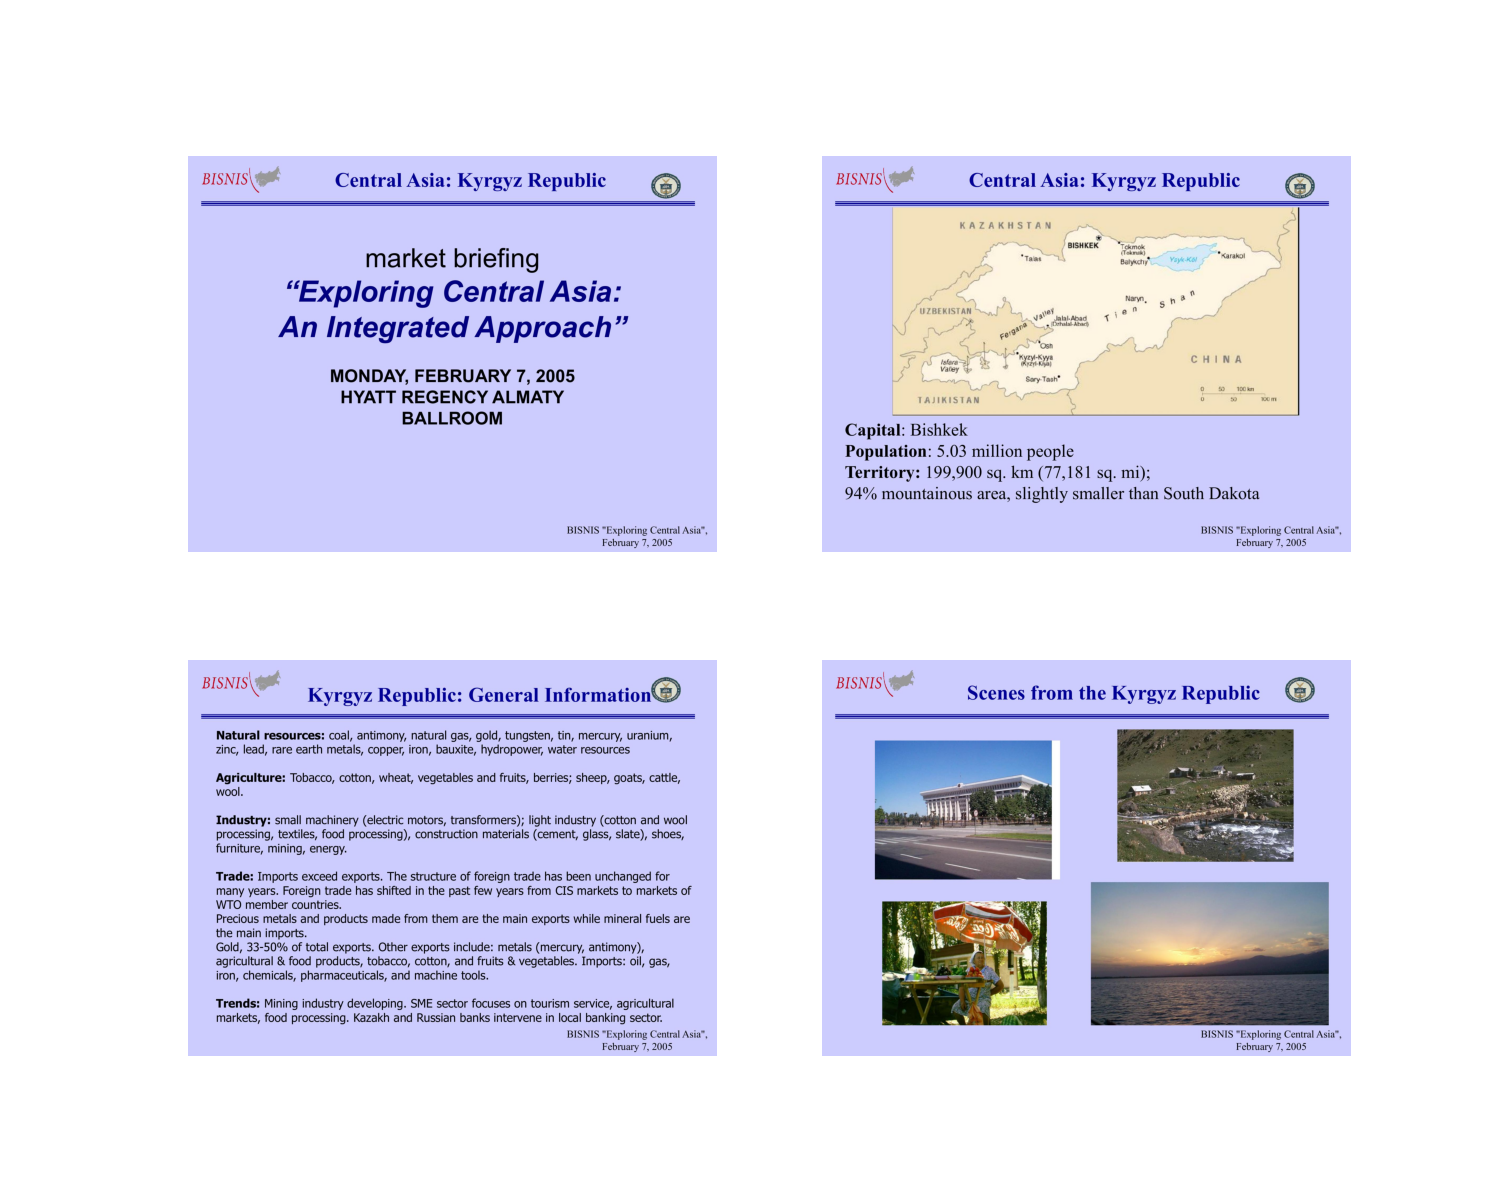 BISNIS
Central Asia: Kyrgyz Republic
market briefing
“Exploring Central Asia:
An Integrated Approach”
MONDAY, FEBRUARY 7, 2005
HYATT REGENCY ALMATY
BALLROOM
BISNIS "Exploring Central Asia",
February 7, 2005
BISNIS
Central Asia: Kyrgyz Republic
KAZAKHSTAN
BISHKEK
Tokmok
(Tokmak)
Talas
Balykchy
Ysyk-Köl
Karakol
Naryn
Tien Shan
UZBEKISTAN
Fergana Valley
Jalal-Abad
(Dzhalal-Abad)
Osh
Kyzyl-Kyya
(Kyzyl-Kiya)
Isfara
Valley
Sary-Tash
CHINA
TAJIKISTAN
0 50 100 km
0 50 100 mi
Capital: Bishkek
Population: 5.03 million people
Territory: 199,900 sq. km (77,181 sq. mi);
94% mountainous area, slightly smaller than South Dakota
BISNIS "Exploring Central Asia",
February 7, 2005
BISNIS
Kyrgyz Republic: General Information
Natural resources: coal, antimony, natural gas, gold, tungsten, tin, mercury, uranium,
zinc, lead, rare earth metals, copper, iron, bauxite, hydropower, water resources
Agriculture: Tobacco, cotton, wheat, vegetables and fruits, berries; sheep, goats, cattle,
wool.
Industry: small machinery (electric motors, transformers); light industry (cotton and wool
processing, textiles, food processing), construction materials (cement, glass, slate), shoes,
furniture, mining, energy.
Trade: Imports exceed exports. The structure of foreign trade has been unchanged for
many years. Foreign trade has shifted in the past few years from CIS markets to markets of
WTO member countries.
Precious metals and products made from them are the main exports while mineral fuels are
the main imports.
Gold, 33-50% of total exports. Other exports include: metals (mercury, antimony),
agricultural & food products, tobacco, cotton, and fruits & vegetables. Imports: oil, gas,
iron, chemicals, pharmaceuticals, and machine tools.
Trends: Mining industry developing. SME sector focuses on tourism service, agricultural
markets, food processing. Kazakh and Russian banks intervene in local banking sector.
BISNIS "Exploring Central Asia",
February 7, 2005
BISNIS
Scenes from the Kyrgyz Republic
BISNIS "Exploring Central Asia",
February 7, 2005